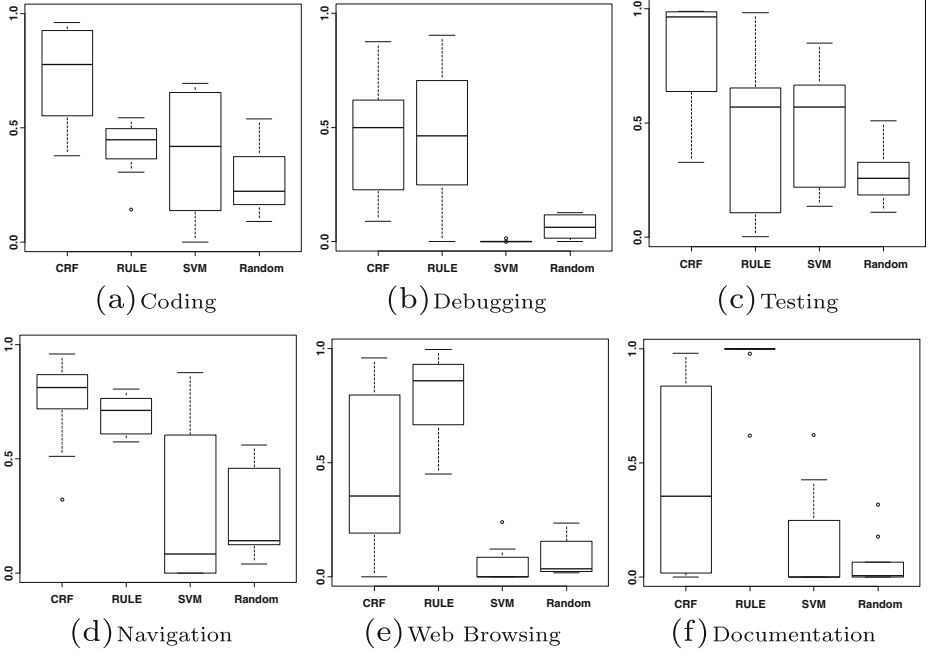 1.0 1.0 1.0
0.5 0.5 0.5
0.0 0.0 0.0
CRF RULE SVM Random CRF RULE SVM Random CRF RULE SVM Random
(a) Coding (b) Debugging (c) Testing
1.0 1.0 1.0
0.5 0.5 0.5
0.0 0.0 0.0
CRF RULE SVM Random CRF RULE SVM Random CRF RULE SVM Random
(d) Navigation (e) Web Browsing (f) Documentation